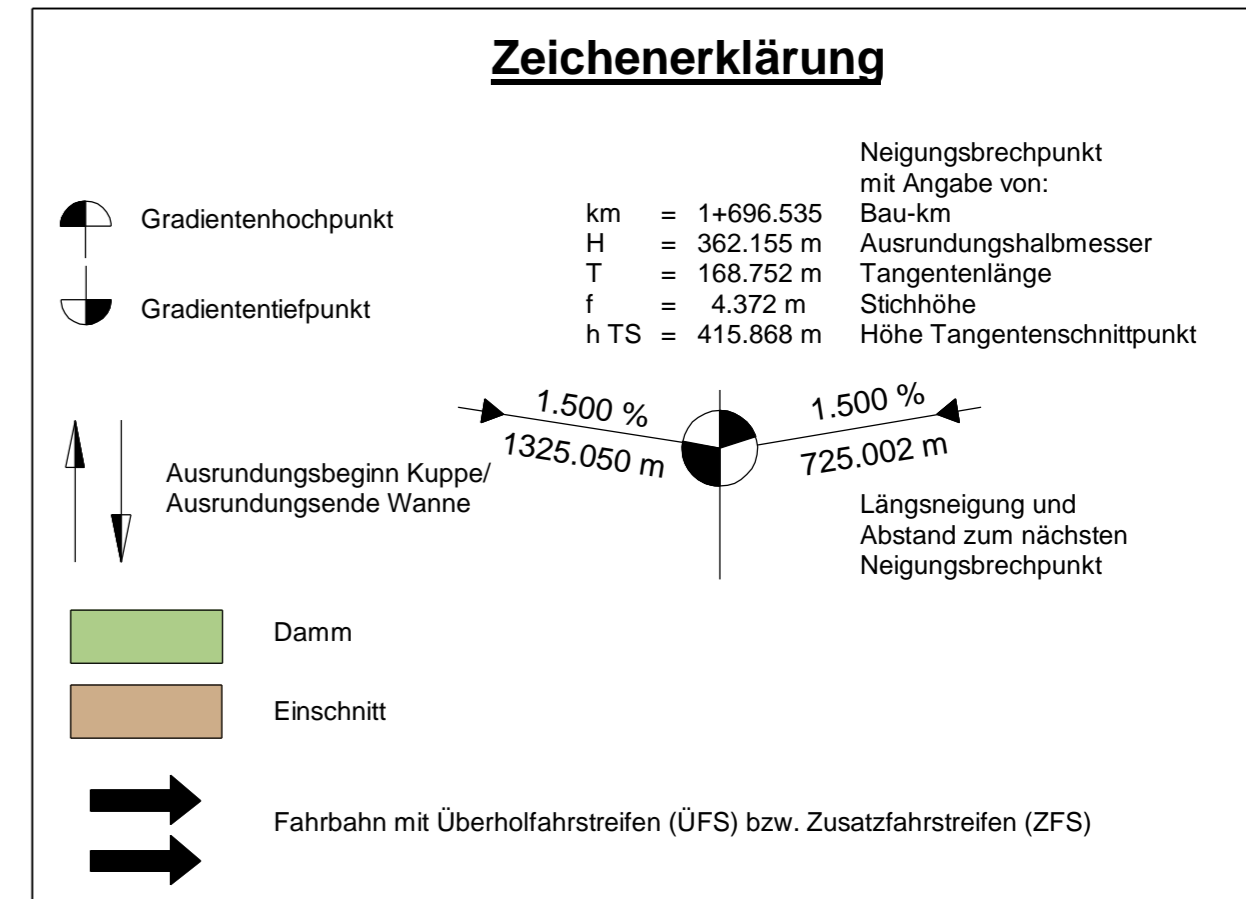 Zeichenerklärung
Gradientenhochpunkt
Gradiententiefpunkt
Neigungsbrechpunkt
mit Angabe von:
km = 1+696.535 Bau-km
H = 362.155 m Ausrundungshalbmesser
T = 168.752 m Tangentenlänge
f = 4.372 m Stichhöhe
h TS = 415.868 m Höhe Tangentenschnittpunkt
1.500 %
1325.050 m
1.500 %
725.002 m
Ausrundungsbeginn Kuppe/
Ausrundungsende Wanne
Längsneigung und
Abstand zum nächsten
Neigungsbrechpunkt
Damm
Einschnitt
Fahrbahn mit Überholfahrstreifen (ÜFS) bzw. Zusatzfahrstreifen (ZFS)